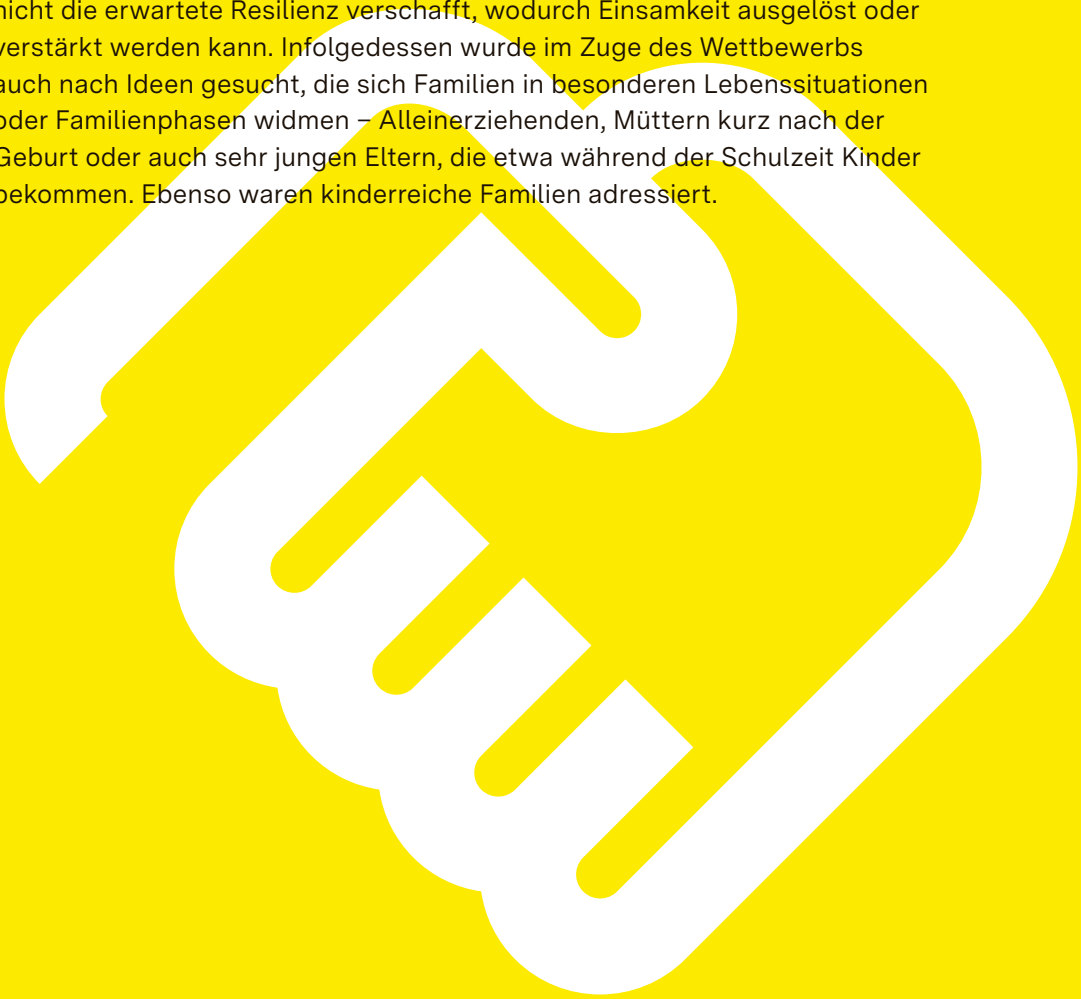 nicht die erwartete Resilienz verschafft, wodurch Einsamkeit ausgelöst oder
verstärkt werden kann. Infolgedessen wurde im Zuge des Wettbewerbs
auch nach Ideen gesucht, die sich Familien in besonderen Lebenssituationen
oder Familienphasen widmen – Alleinerziehenden, Müttern kurz nach der
Geburt oder auch sehr jungen Eltern, die etwa während der Schulzeit Kinder
bekommen. Ebenso waren kinderreiche Familien adressiert.